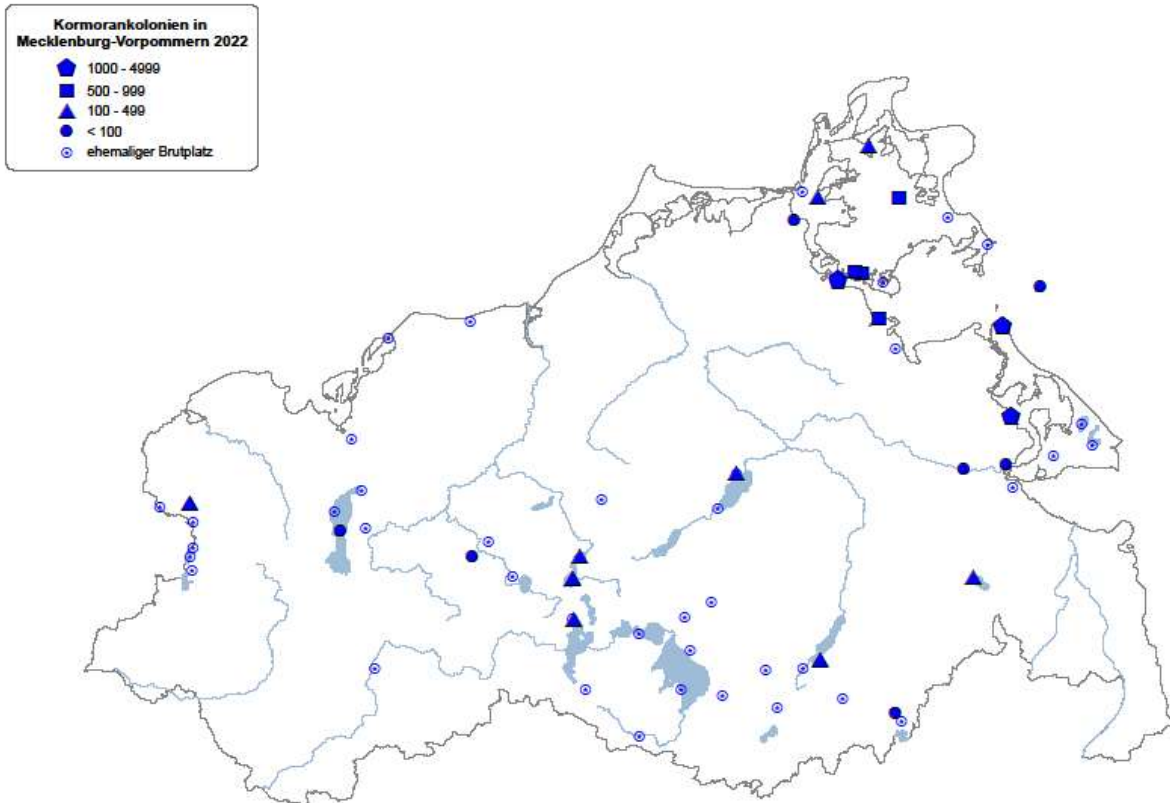 Kormorankolonien in
Mecklenburg-Vorpommern 2022
1000 - 4999
500 - 999
100 - 499
< 100
ehemaliger Brutplatz